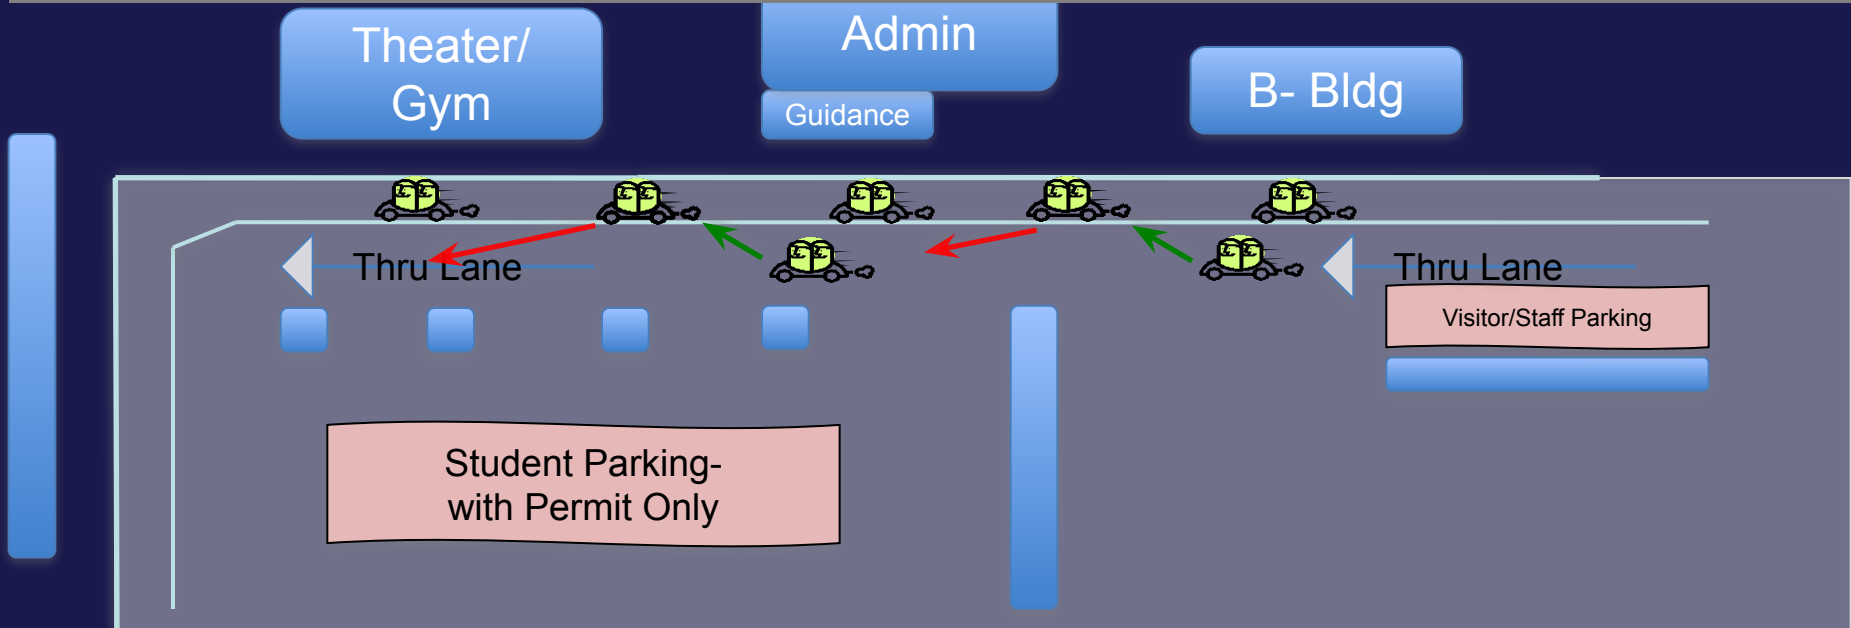 Theater/
Gym
Admin
Guidance
B- Bldg
Thru Lane
Thru Lane
Visitor/Staff Parking
Student Parking-
with Permit Only